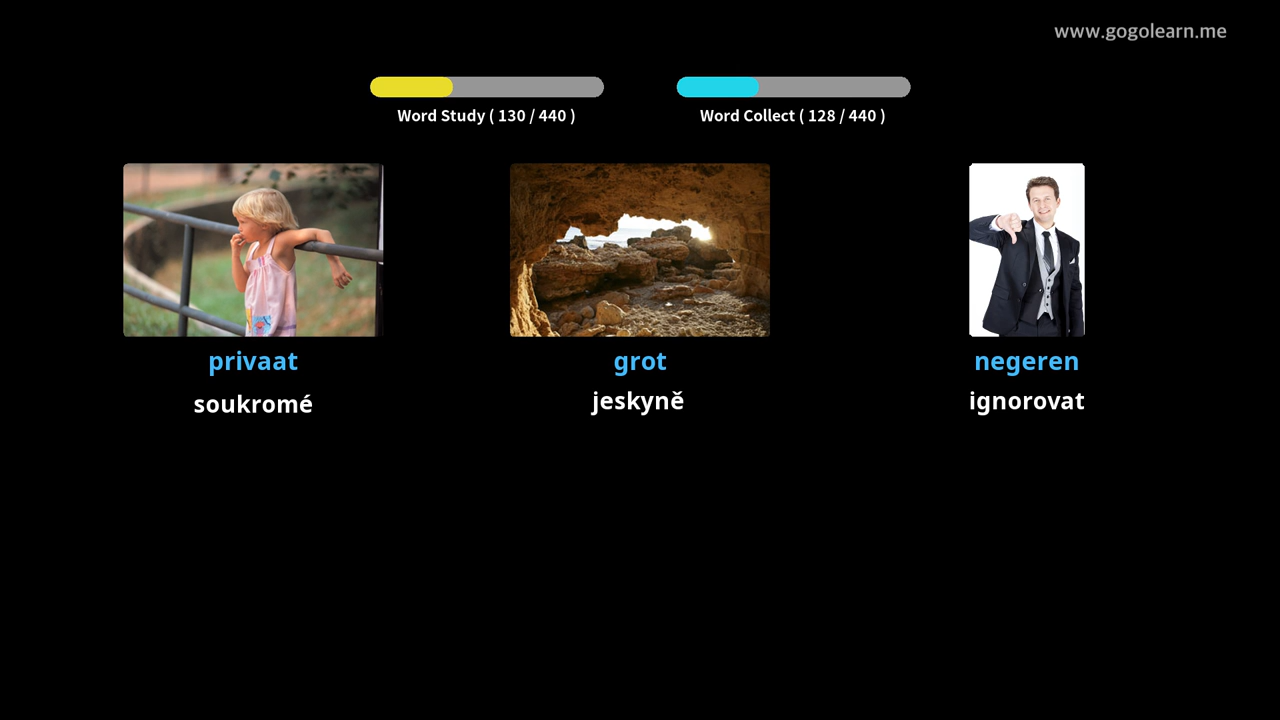 www.gogolearn.me
Word Study ( 130 / 440 )
Word Collect ( 128 / 440 )
privaat
grot
negeren
soukromé
jeskyně
ignorovat